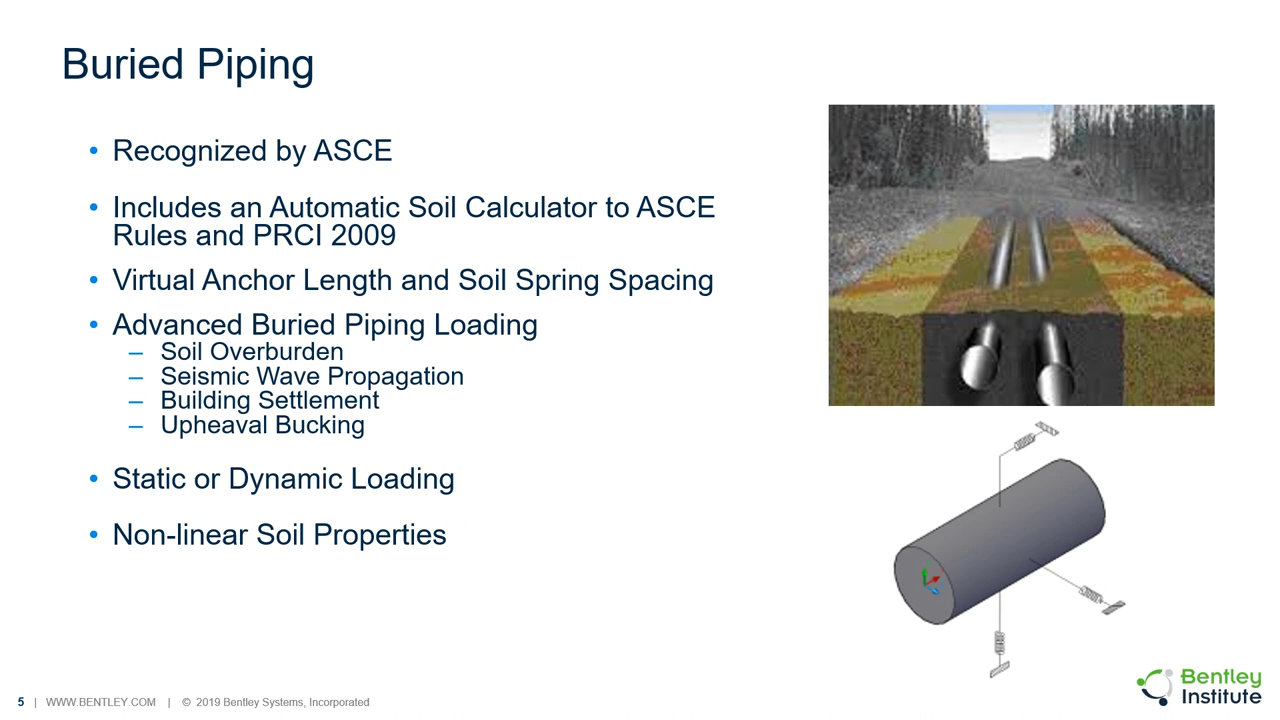 Buried Piping
• Recognized by ASCE
• Includes an Automatic Soil Calculator to ASCE
Rules and PRCI 2009
• Virtual Anchor Length and Soil Spring Spacing
• Advanced Buried Piping Loading
– Soil Overburden
– Seismic Wave Propagation
– Building Settlement
– Upheaval Bucking
• Static or Dynamic Loading
• Non-linear Soil Properties
5 | WWW.BENTLEY.COM | © 2019 Bentley Systems, Incorporated
Bentley
Institute